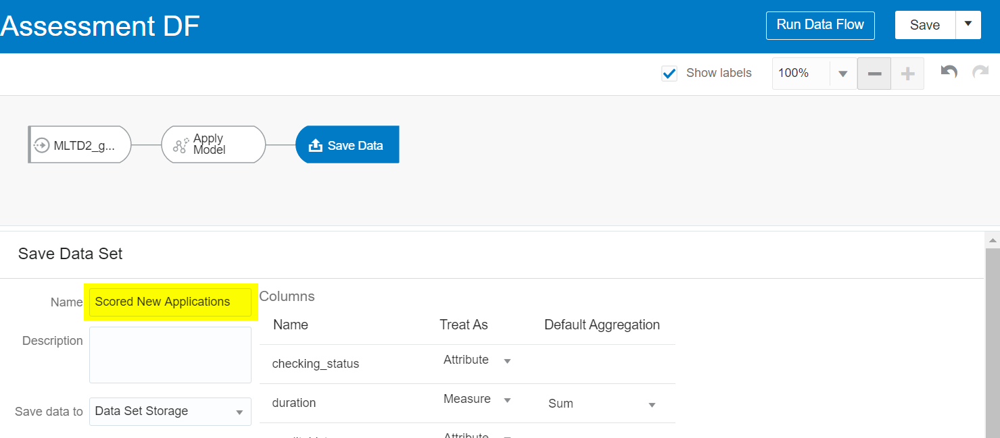 Assessment DF
Run Data Flow
Save
Show labels
100%
MLTD2_g...
Apply
Model
Save Data
Save Data Set
Name
Scored New Applications
Description
Save data to
Data Set Storage
Columns
Name Treat As Default Aggregation
checking_status Attribute
duration Measure Sum
Attribute